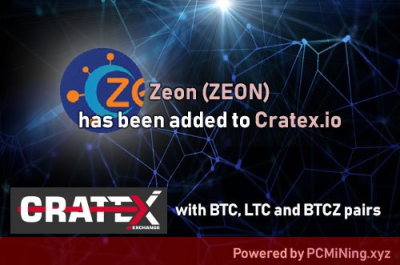 ZE
Zeon (ZEON)
has been added to Cratex.io
CRATEX
EXCHANGE
with BTC, LTC and BTCZ pairs
Powered by PCMiNing.xyz